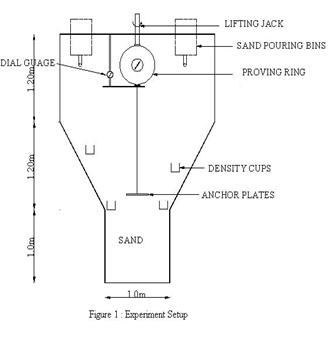 LIFTING JACK
SAND POURING BINS
DIAL GUAGE
PROVING RING
1.20m
1.20m
DENSITY CUPS
ANCHOR PLATES
SAND
1.0m
1.0m
Figure 1 : Experiment Setup